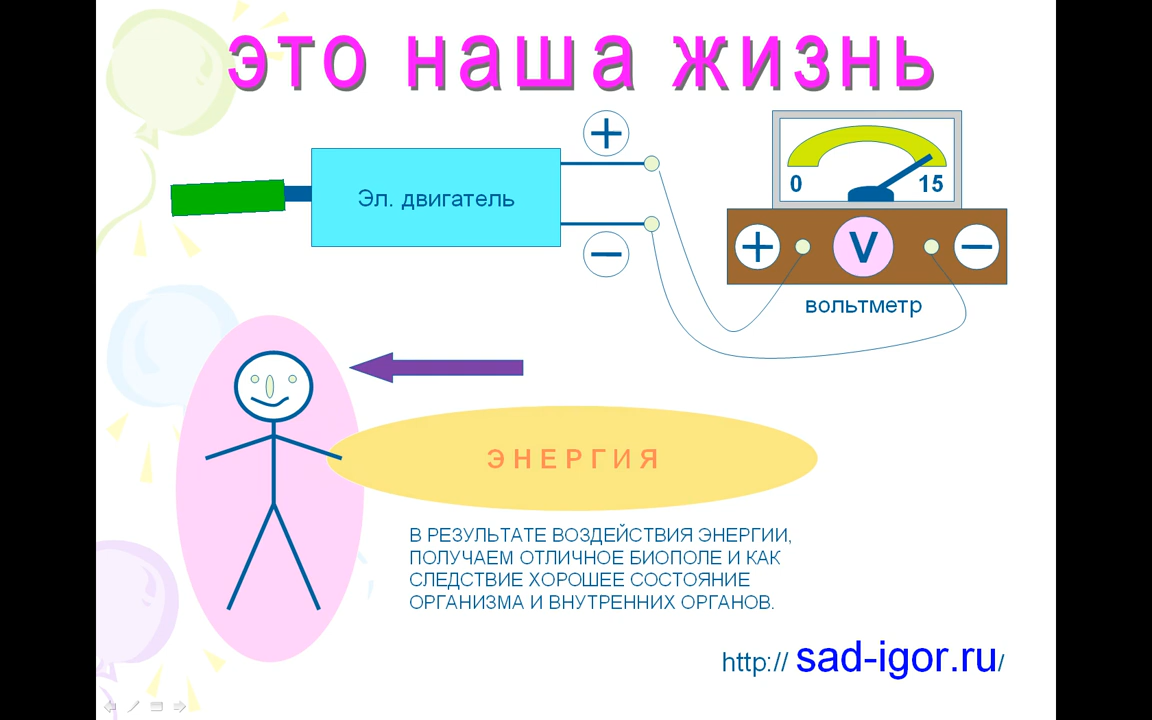 это наша жизнь
+
Эл. двигатель
−
0
15
+
V
−
вольтметр
ЭНЕРГИЯ
В РЕЗУЛЬТАТЕ ВОЗДЕЙСТВИЯ ЭНЕРГИИ,
ПОЛУЧАЕМ ОТЛИЧНОЕ БИОПОЛЕ И КАК
СЛЕДСТВИЕ ХОРОШЕЕ СОСТОЯНИЕ
ОРГАНИЗМА И ВНУТРЕННИХ ОРГАНОВ.
http:// sad-igor.ru/